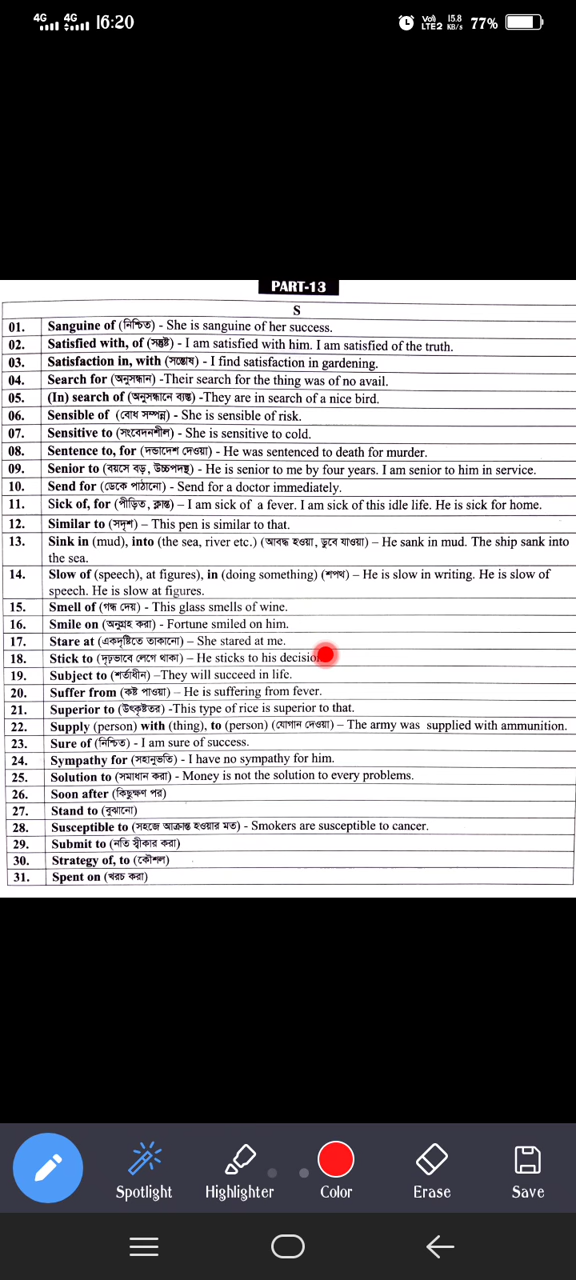 4G 4G 16:20 Vo) LTE2 15.8 KB/s 77%
PART-13
S
01. Sanguine of (নিশ্চিত) - She is sanguine of her success.
02. Satisfied with, of (সন্তুষ্ট) - I am satisfied with him. I am satisfied of the truth.
03. Satisfaction in, with (সন্তোষ) - I find satisfaction in gardening.
04. Search for (অনুসন্ধান) -Their search for the thing was of no avail.
05. (In) search of (অনুসন্ধানে ব্যস্ত) -They are in search of a nice bird.
06. Sensible of (বোধ সম্পন্ন) - She is sensible of risk.
07. Sensitive to (সংবেদনশীল) - She is sensitive to cold.
08. Sentence to, for (দন্ডাদেশ দেওয়া) - He was sentenced to death for murder.
09. Senior to (বয়সে বড়, উচ্চপদস্থ) - He is senior to me by four years. I am senior to him in service.
10. Send for (ডেকে পাঠানো) - Send for a doctor immediately.
11. Sick of, for (পীড়িত, ক্লান্ত) – I am sick of a fever. I am sick of this idle life. He is sick for home.
12. Similar to (সদৃশ) – This pen is similar to that.
13. Sink in (mud), into (the sea, river etc.) (আবদ্ধ হওয়া, ডুবে যাওয়া) – He sank in mud. The ship sank into
the sea.
14. Slow of (speech), at figures), in (doing something) (শপথ) – He is slow in writing. He is slow of
speech. He is slow at figures.
15. Smell of (গন্ধ দেয়) - This glass smells of wine.
16. Smile on (অনুগ্রহ করা) - Fortune smiled on him.
17. Stare at (একদৃষ্টিতে তাকানো) – She stared at me.
18. Stick to (দৃঢ়ভাবে লেগে থাকা) – He sticks to his decisio
19. Subject to (শর্তাধীন) –They will succeed in life.
20. Suffer from (কষ্ট পাওয়া) – He is suffering from fever.
21. Superior to (উৎকৃষ্টতর) -This type of rice is superior to that.
22. Supply (person) with (thing), to (person) (যোগান দেওয়া) – The army was supplied with ammunition.
23. Sure of (নিশ্চিত) - I am sure of success.
24. Sympathy for (সহানুভূতি) - I have no sympathy for him.
25. Solution to (সমাধান করা) - Money is not the solution to every problems.
26. Soon after (কিছুক্ষণ পর)
27. Stand to (বুঝানো)
28. Susceptible to (সহজে আক্রান্ত হওয়ার মত) - Smokers are susceptible to cancer.
29. Submit to (নতি স্বীকার করা)
30. Strategy of, to (কৌশল)
31. Spent on (খরচ করা)
Spotlight Highlighter Color Erase Save